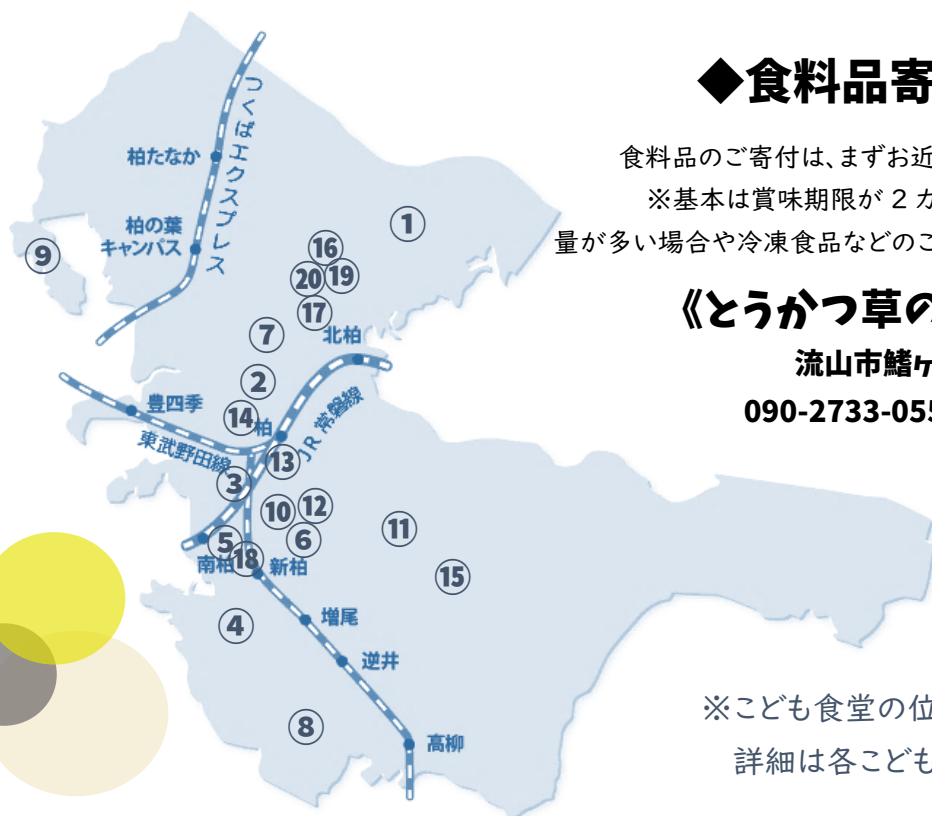 ◆食料品寄
食料品のご寄付は、まずお近
※基本は賞味期限が 2 カ
量が多い場合や冷凍食品などのご
《とうかつ草の
流山市鰭ヶ
090-2733-055
つくばエクスプレス
柏たなか
柏の葉
キャンパス
①
⑨
⑯
⑳
⑲
⑰
⑦
北柏
②
豊四季
⑭
柏
JR 常磐線
東武野田線
⑬
③
⑩
⑫
⑪
⑤
⑥
南柏
⑱
新柏
⑮
④
増尾
逆井
⑧
高柳
※こども食堂の位
詳細は各こども